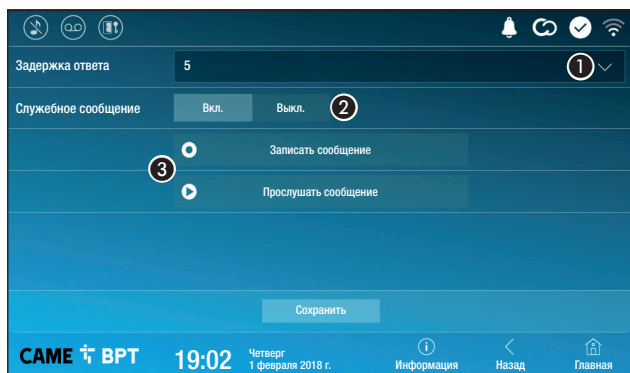 Задержка ответа 5 1
Служебное сообщение Вкл. Выкл. 2
Записать сообщение
3
Прослушать сообщение
Сохранить
CAME BPT 19:02 Четверг
1 февраля 2018 г.
Информация Назад Главная